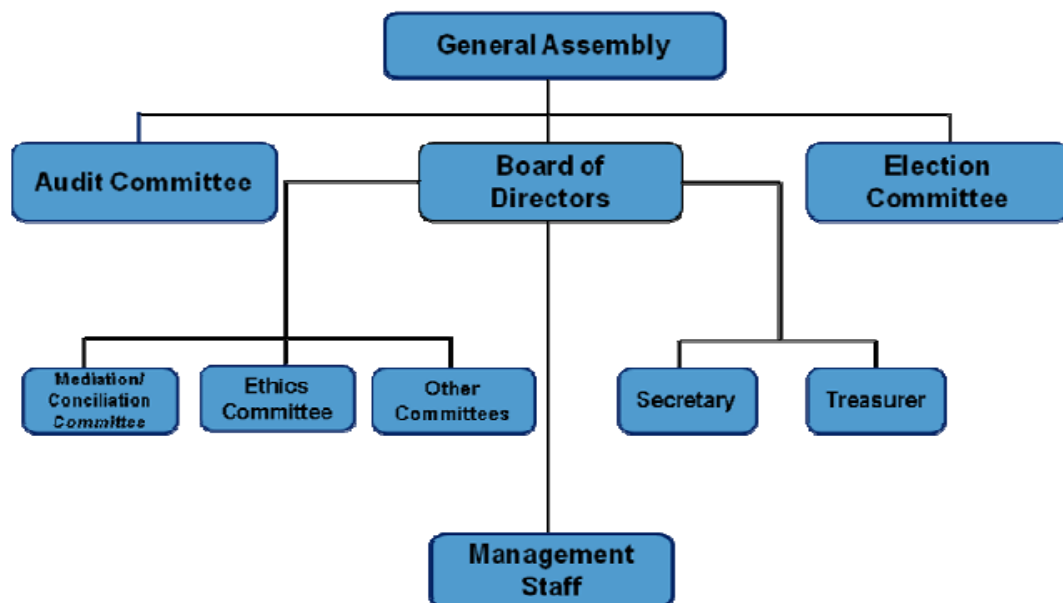 General Assembly
Audit Committee
Board of
Directors
Election
Committee
Mediation/
Conciliation
Committee
Ethics
Committee
Other
Committees
Secretary
Treasurer
Management
Staff